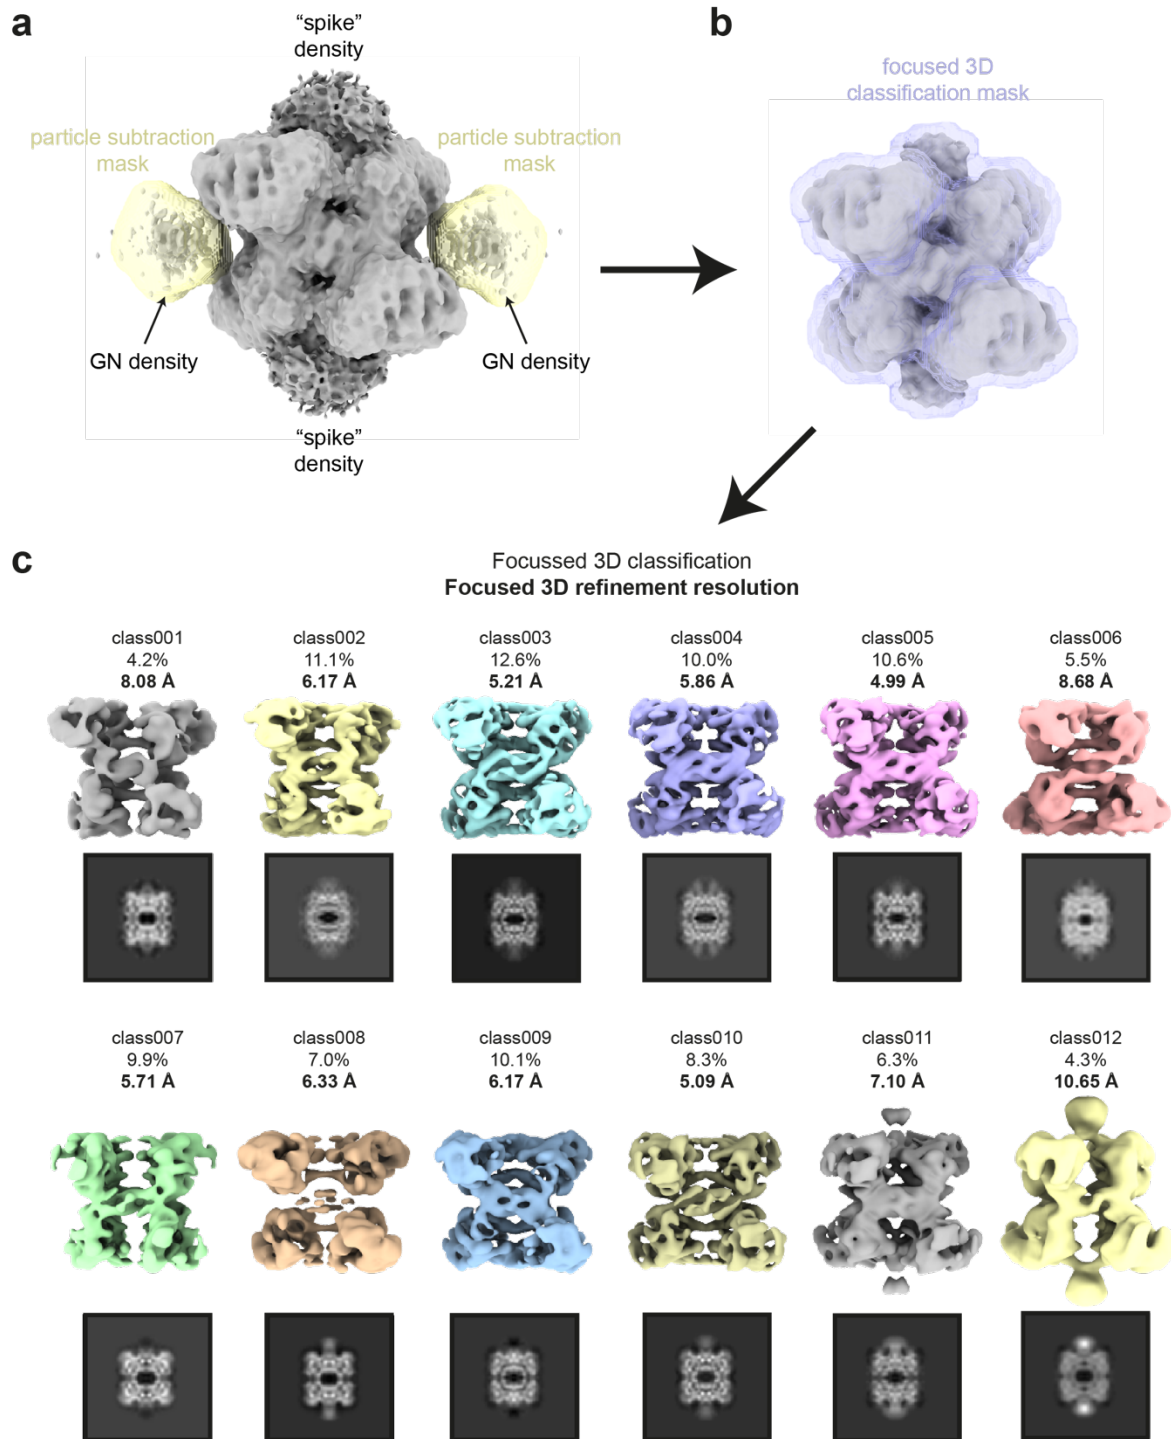 a
“spike”
density
particle subtraction
mask
particle subtraction
mask
GN density
GN density
“spike”
density
b
focused 3D
classification mask
c
Focussed 3D classification
Focused 3D refinement resolution
class001
4.2%
8.08 Å
class002
11.1%
6.17 Å
class003
12.6%
5.21 Å
class004
10.0%
5.86 Å
class005
10.6%
4.99 Å
class006
5.5%
8.68 Å
class007
9.9%
5.71 Å
class008
7.0%
6.33 Å
class009
10.1%
6.17 Å
class010
8.3%
5.09 Å
class011
6.3%
7.10 Å
class012
4.3%
10.65 Å